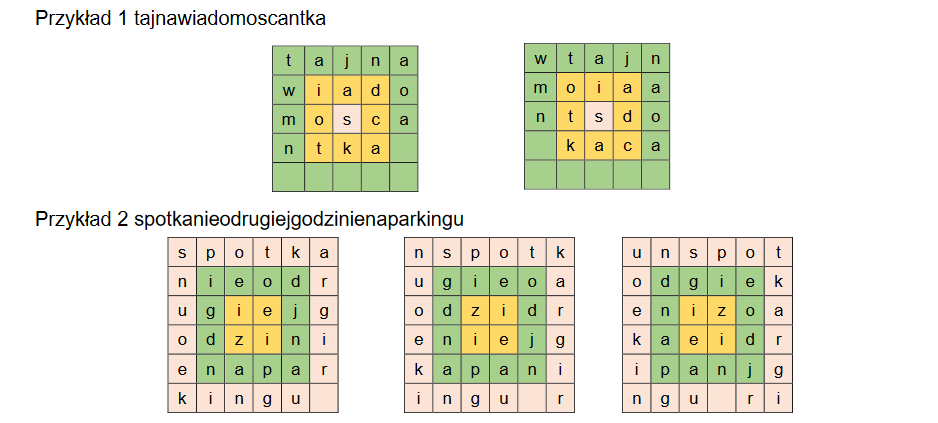 Przykład 1 tajnawiadomoscantka
t a j n a w t a j n
w i a d o m o i a a
m o s c a n t s d o
n t k a k a c a
Przykład 2 spotkanieodrugiejgodzinienaparkingu
s p o t k a n s p o t k u n s p o t
n i e o d r u g i e o a o d g i e k
u g i e j g o d z i d r e n i z o a
o d z i n i e n i e j g k a e i d r
e n a p a r k a p a n i i p a n j g
k i n g u i n g u r n g u r i